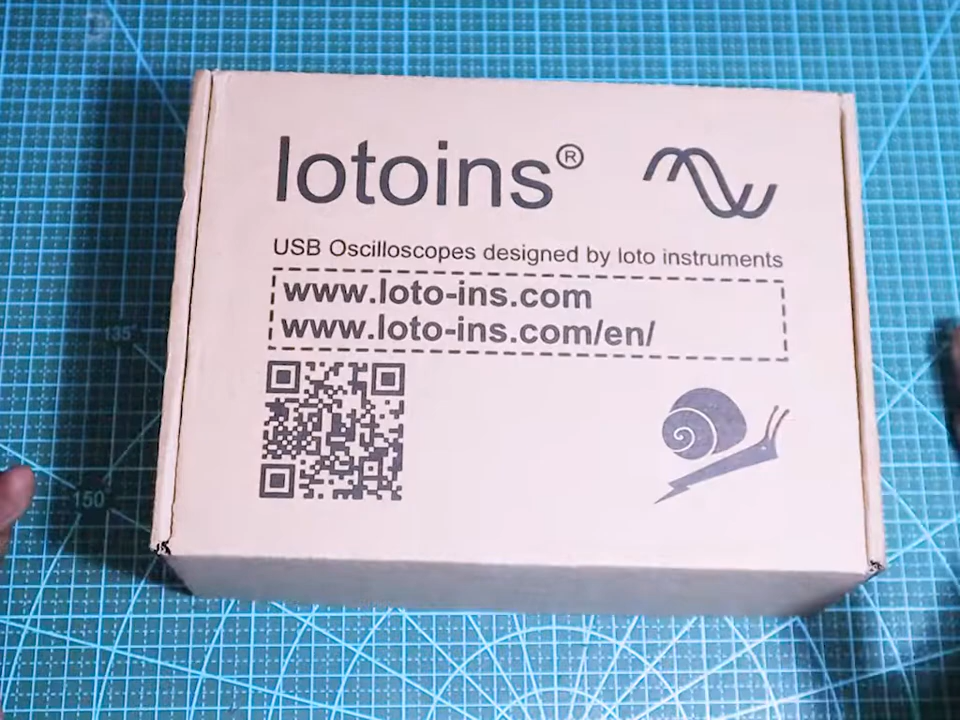 lotoins®
USB Oscilloscopes designed by loto instruments
www.loto-ins.com
www.loto-ins.com/en/
135°
150°